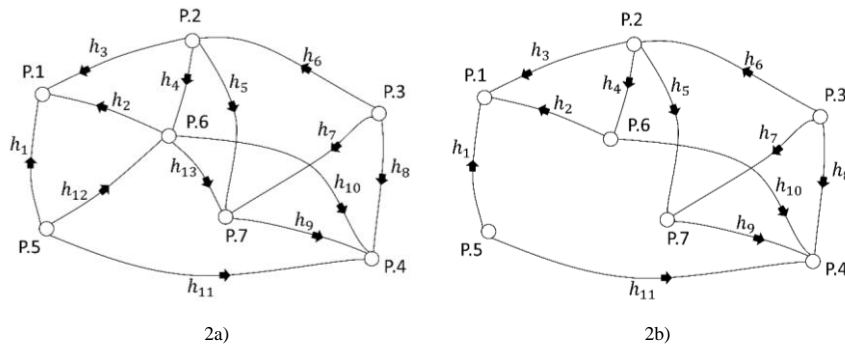 P.2
h₃
h₆
P.1
h₄
h₅
P.3
h₂
P.6
h₇
h₁
h₁₃
h₈
h₁₂
h₁₀
P.5
P.7
h₉
P.4
h₁₁
2a)
P.2
h₃
h₆
P.1
h₄
h₅
P.3
h₂
P.6
h₇
h₁
h₈
h₁₀
P.5
P.7
h₉
P.4
h₁₁
2b)